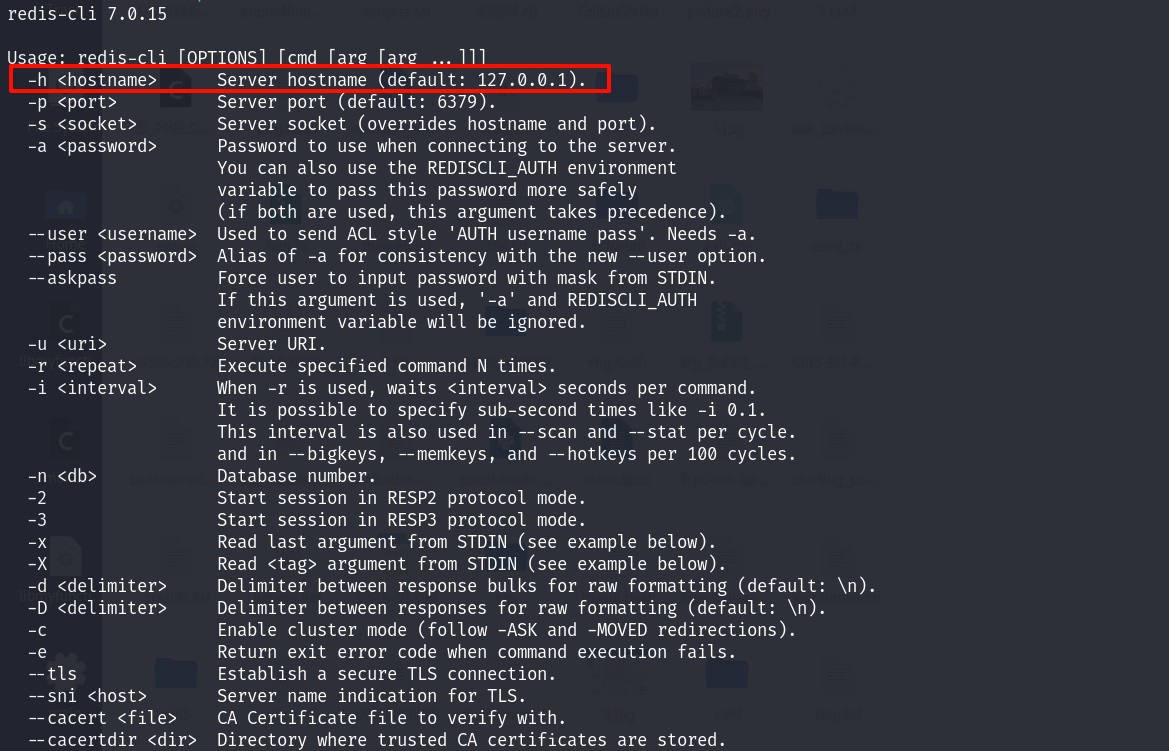 redis-cli 7.0.15
Usage: redis-cli [OPTIONS] [cmd [arg [arg ...]]]
-h <hostname> Server hostname (default: 127.0.0.1).
-p <port> Server port (default: 6379).
-s <socket> Server socket (overrides hostname and port).
-a <password> Password to use when connecting to the server.
You can also use the REDISCLI_AUTH environment
variable to pass this password more safely
(if both are used, this argument takes precedence).
--user <username> Used to send ACL style 'AUTH username pass'. Needs -a.
--pass <password> Alias of -a for consistency with the new --user option.
--askpass Force user to input password with mask from STDIN.
If this argument is used, '-a' and REDISCLI_AUTH
environment variable will be ignored.
-u <uri> Server URI.
-r <repeat> Execute specified command N times.
-i <interval> When -r is used, waits <interval> seconds per command.
It is possible to specify sub-second times like -i 0.1.
This interval is also used in --scan and --stat per cycle.
and in --bigkeys, --memkeys, and --hotkeys per 100 cycles.
-n <db> Database number.
-2 Start session in RESP2 protocol mode.
-3 Start session in RESP3 protocol mode.
-x Read last argument from STDIN (see example below).
-X Read <tag> argument from STDIN (see example below).
-d <delimiter> Delimiter between response bulks for raw formatting (default: \n).
-D <delimiter> Delimiter between responses for raw formatting (default: \n).
-c Enable cluster mode (follow -ASK and -MOVED redirections).
-e Return exit error code when command execution fails.
--tls Establish a secure TLS connection.
--sni <host> Server name indication for TLS.
--cacert <file> CA Certificate file to verify with.
--cacertdir <dir> Directory where trusted CA certificates are stored.